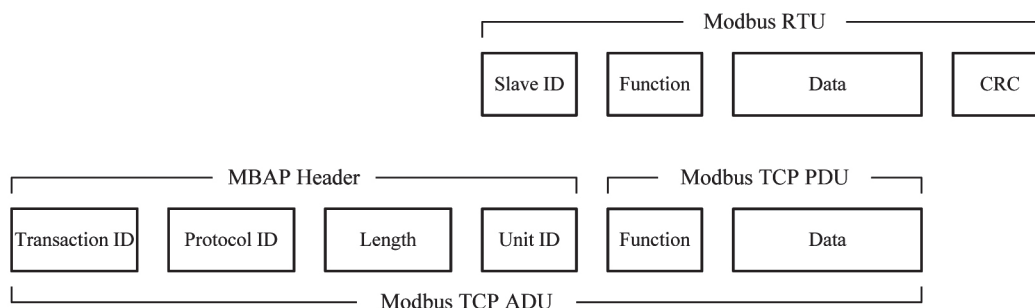 Modbus RTU
Slave ID Function Data CRC
MBAP Header Modbus TCP PDU
Transaction ID Protocol ID Length Unit ID Function Data
Modbus TCP ADU